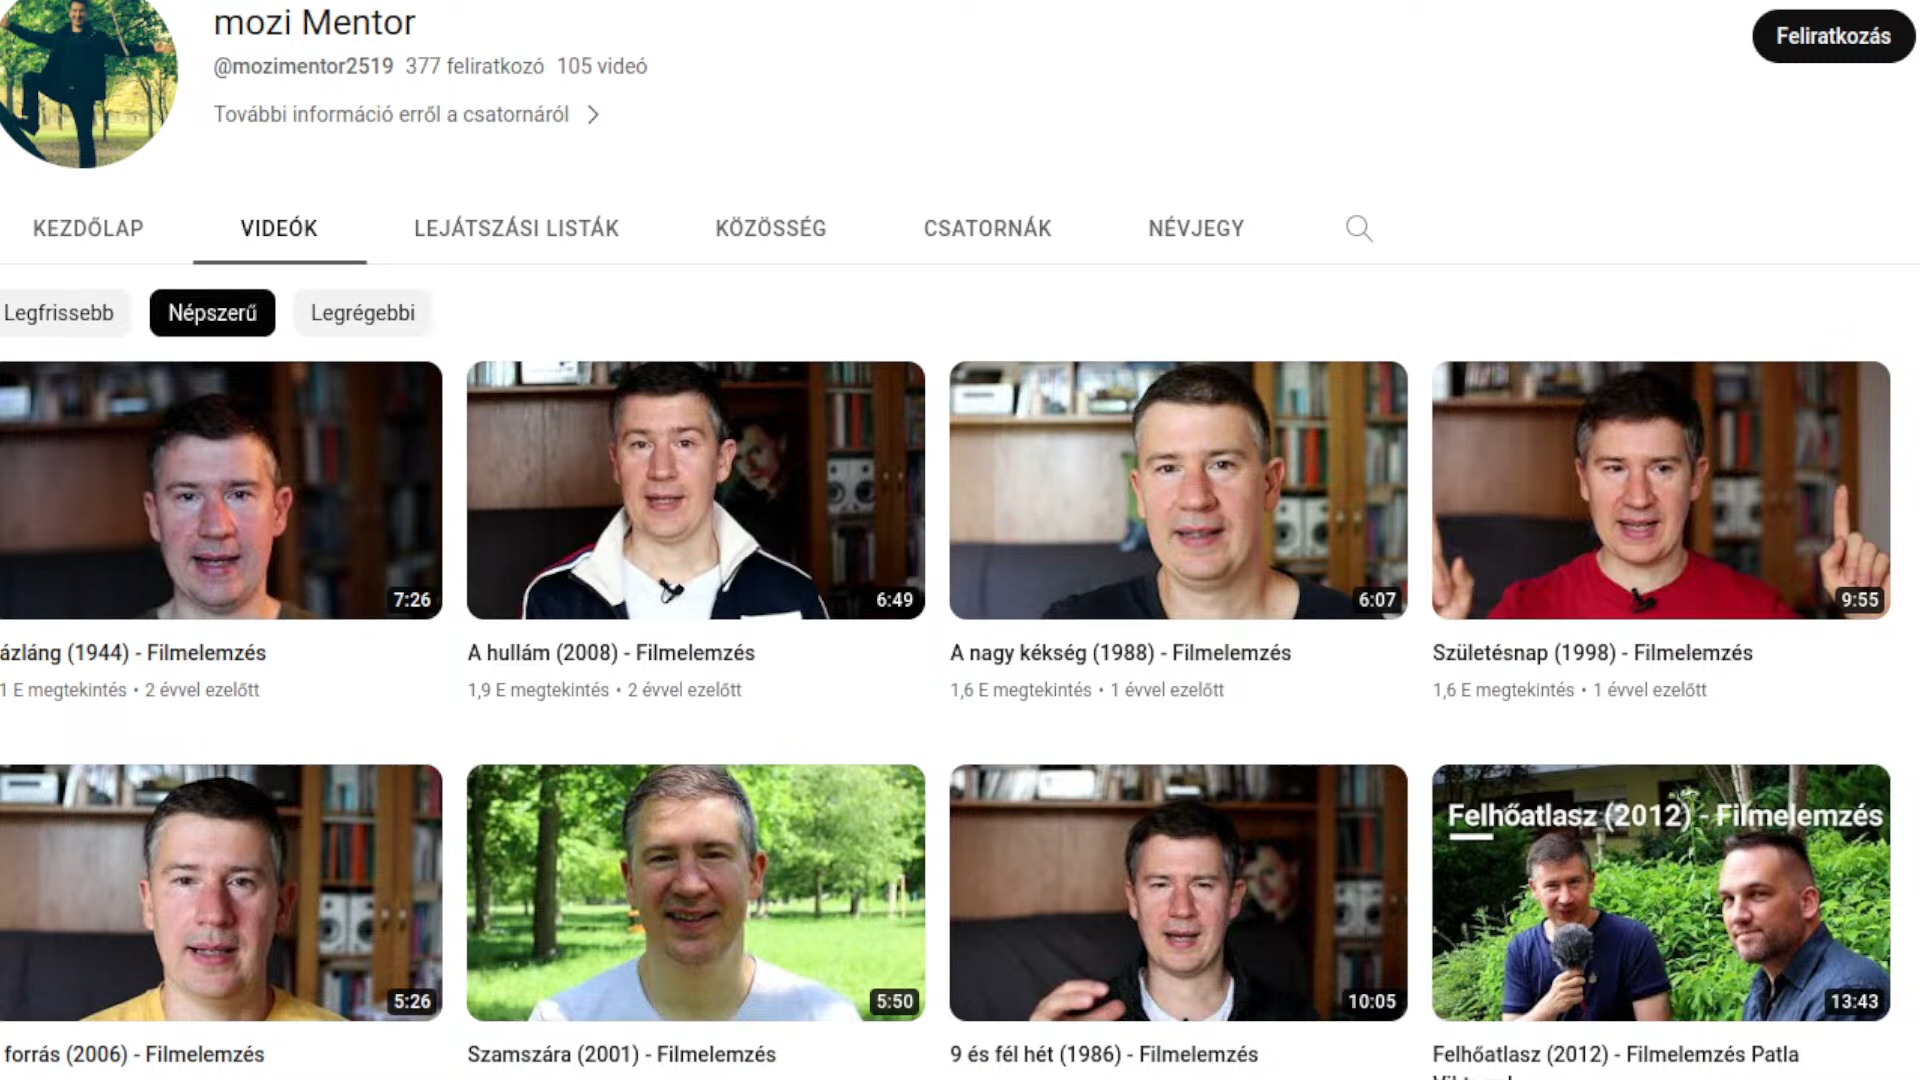 mozi Mentor
@mozimentor2519 377 feliratkozó 105 videó
További információ erről a csatornáról
Feliratkozás
KEZDŐLAP VIDEÓK LEJÁTSZÁSI LISTÁK KÖZÖSSÉG CSATORNÁK NÉVJEGY
Legfrissebb Népszerű Legrégebbi
7:26 6:49 6:07 9:55
ázláng (1944) - Filmelemzés A hullám (2008) - Filmelemzés A nagy kékség (1988) - Filmelemzés Születésnap (1998) - Filmelemzés
1 E megtekintés • 2 évvel ezelőtt 1,9 E megtekintés • 2 évvel ezelőtt 1,6 E megtekintés • 1 évvel ezelőtt 1,6 E megtekintés • 1 évvel ezelőtt
Felhőatlasz (2012) - Filmelemzés
5:26 5:50 10:05 13:43
forrás (2006) - Filmelemzés Szamszára (2001) - Filmelemzés 9 és fél hét (1986) - Filmelemzés Felhőatlasz (2012) - Filmelemzés Patla